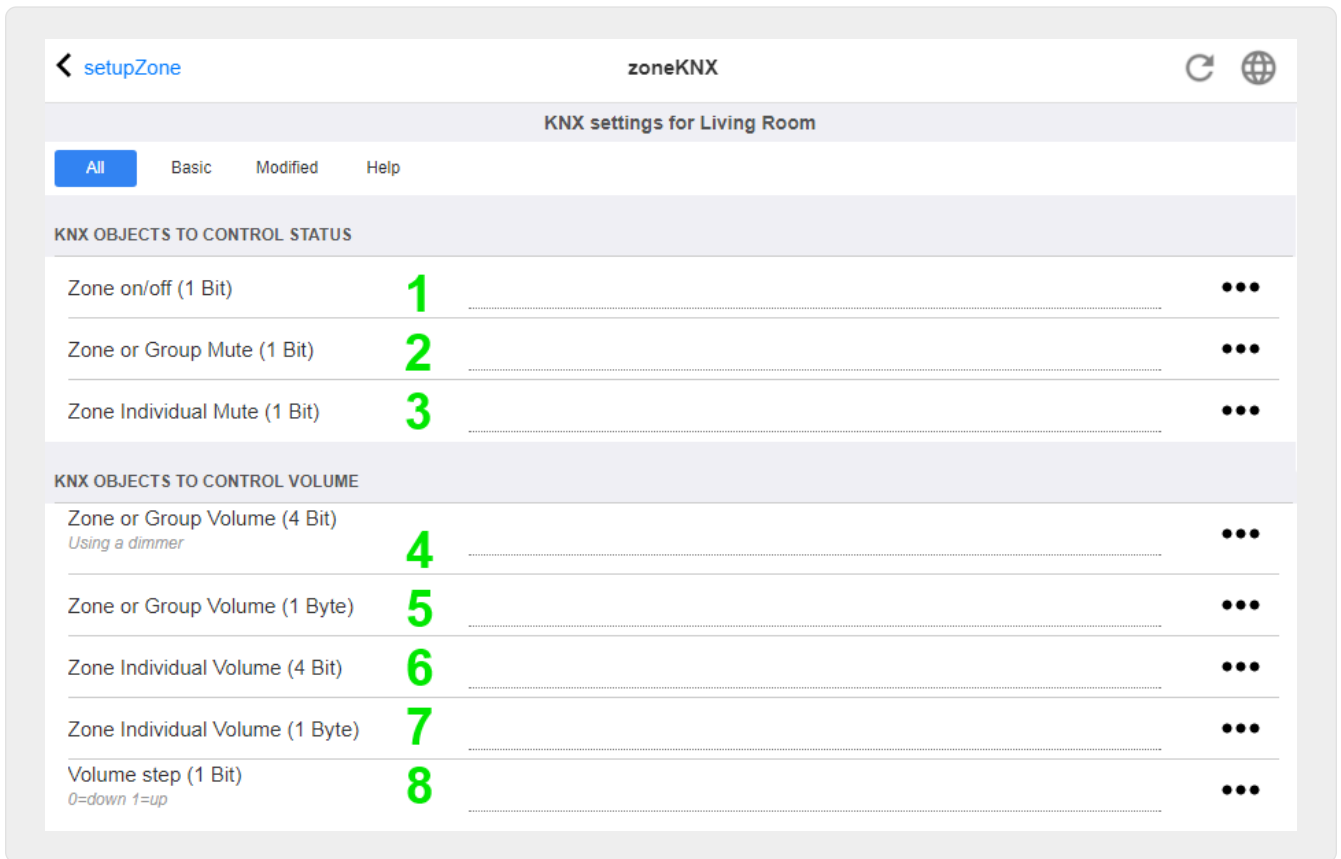 setupZone
zoneKNX
KNX settings for Living Room
All Basic Modified Help
KNX OBJECTS TO CONTROL STATUS
Zone on/off (1 Bit) 1
Zone or Group Mute (1 Bit) 2
Zone Individual Mute (1 Bit) 3
KNX OBJECTS TO CONTROL VOLUME
Zone or Group Volume (4 Bit)
Using a dimmer 4
Zone or Group Volume (1 Byte) 5
Zone Individual Volume (4 Bit) 6
Zone Individual Volume (1 Byte) 7
Volume step (1 Bit) 8
0=down 1=up